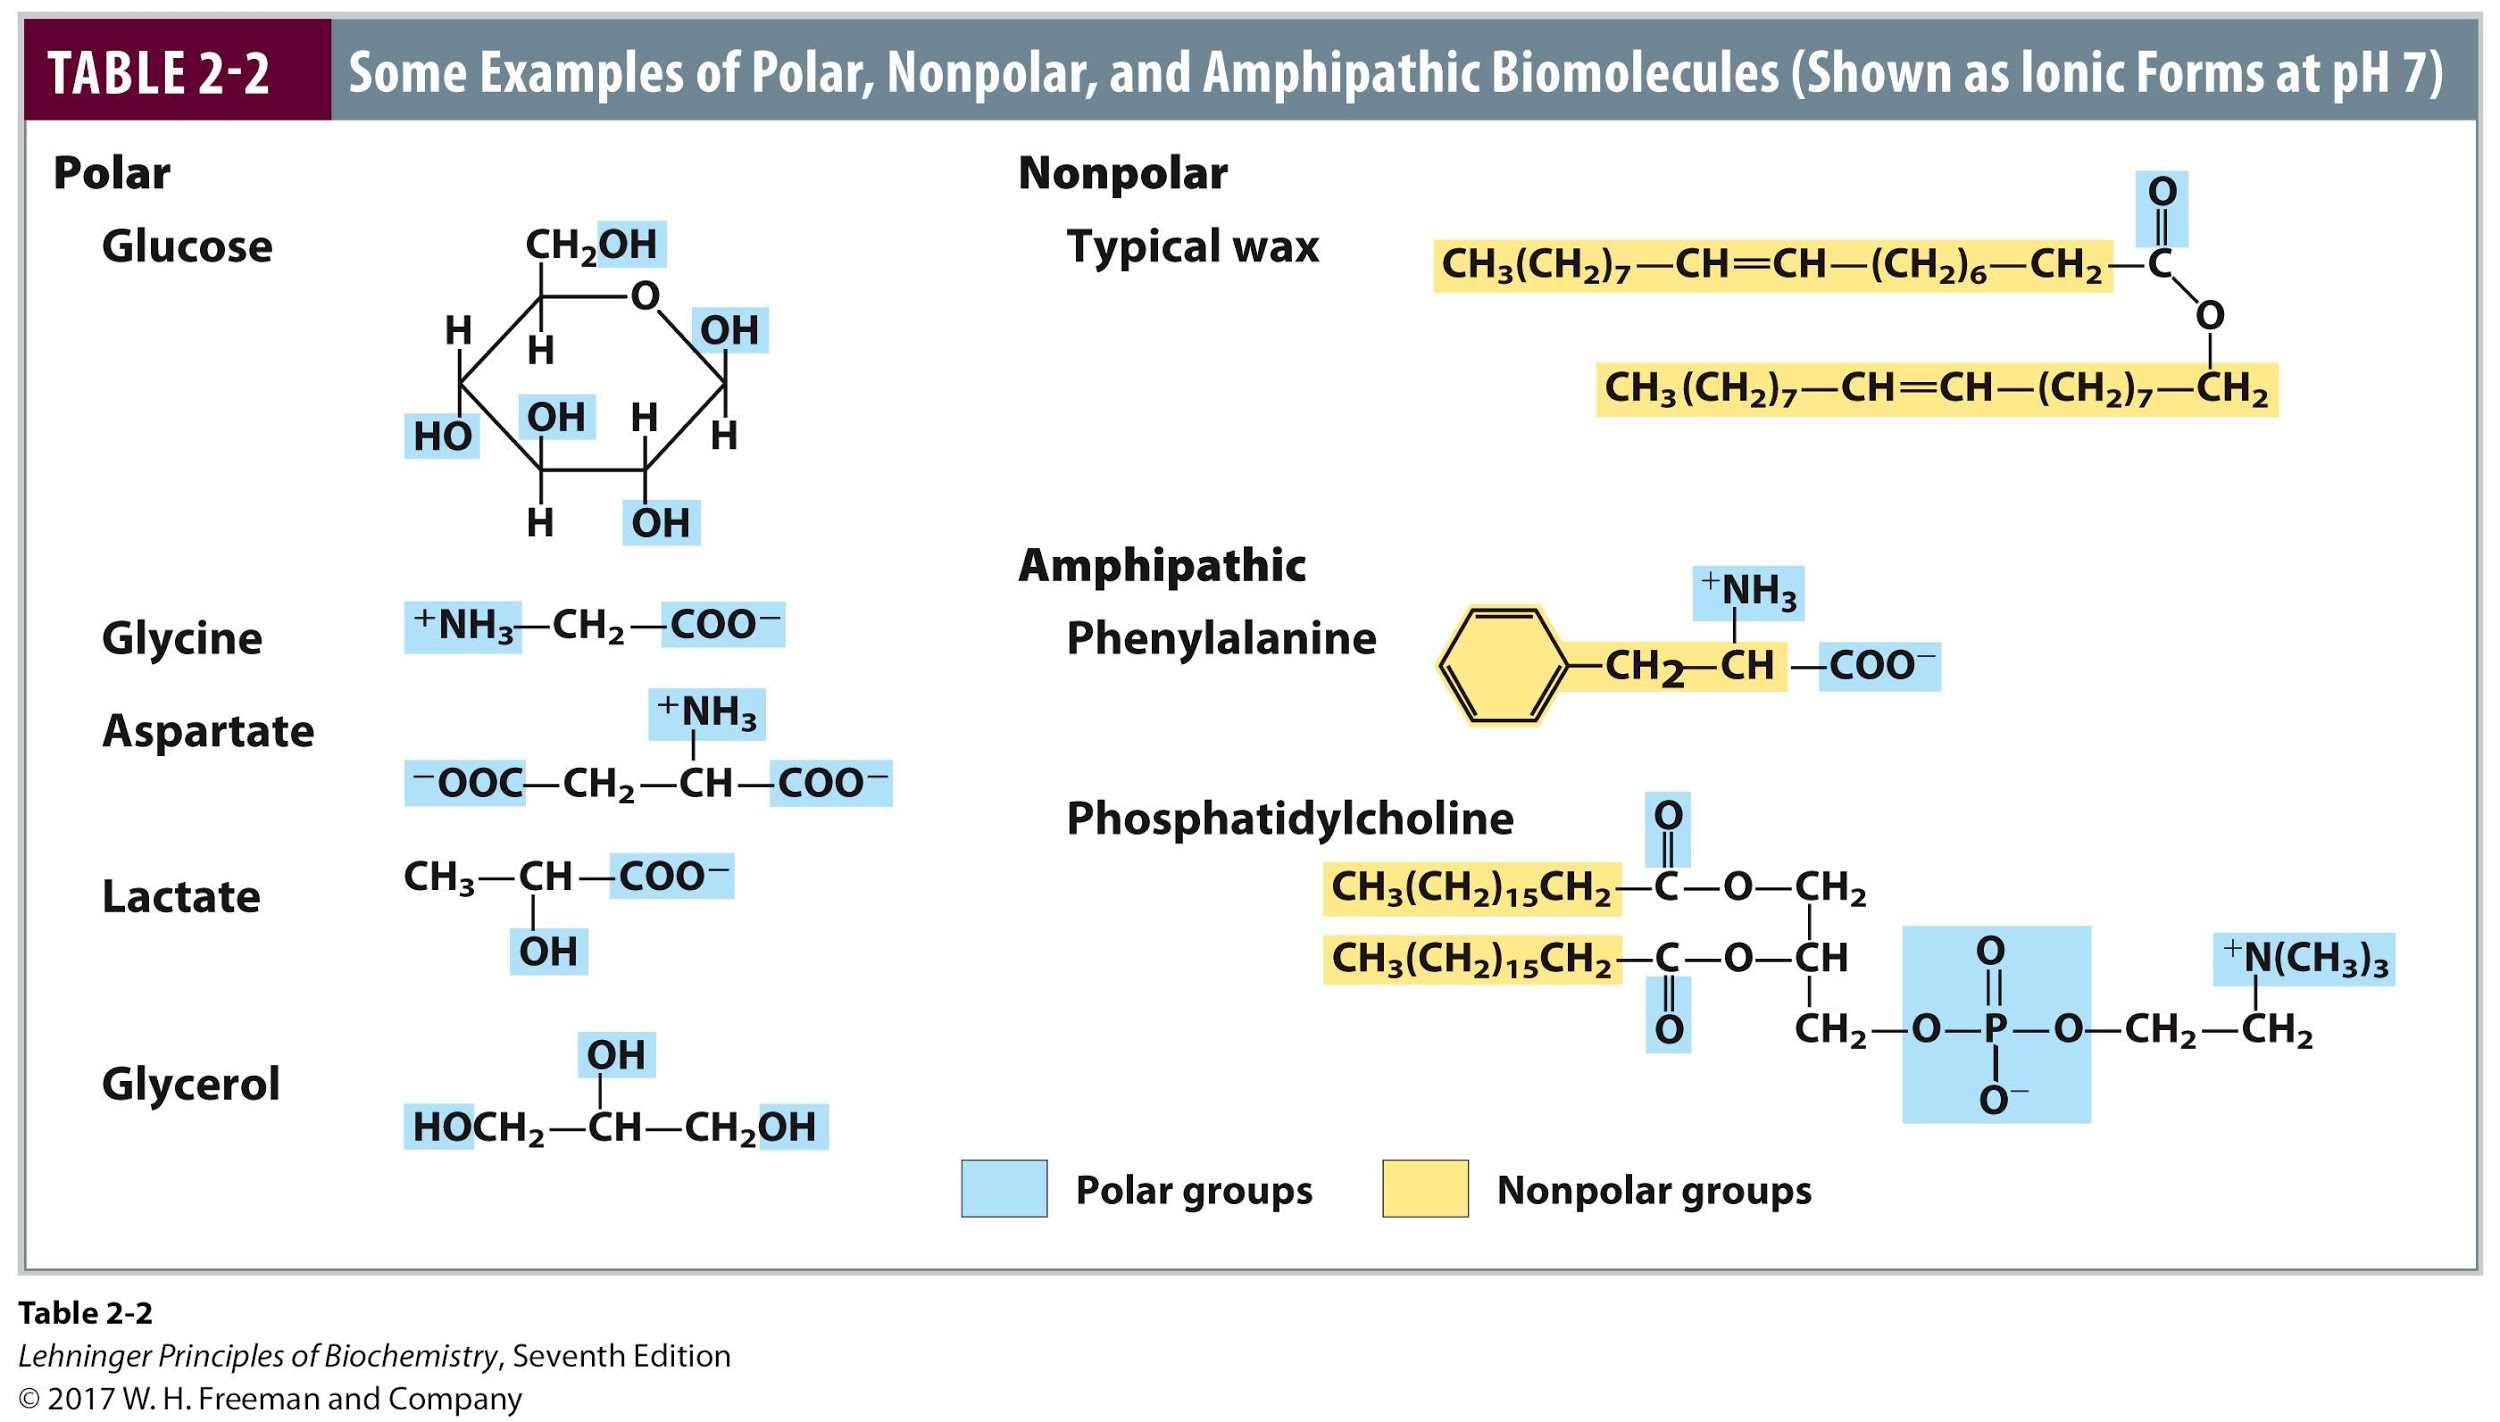 TABLE 2-2 Some Examples of Polar, Nonpolar, and Amphipathic Biomolecules (Shown as Ionic Forms at pH 7)
Polar
Glucose
CH₂OH
O
H
H
OH
HO
OH
H
H
H
OH
Glycine
⁺NH₃—CH₂—COO⁻
Aspartate
⁺NH₃
⁻OOC—CH₂—CH—COO⁻
Lactate
CH₃—CH—COO⁻
OH
Glycerol
OH
HOCH₂—CH—CH₂OH
Nonpolar
Typical wax
O
CH₃(CH₂)₇—CH=CH—(CH₂)₆—CH₂—C
O
CH₃(CH₂)₇—CH=CH—(CH₂)₇—CH₂
Amphipathic
Phenylalanine
⁺NH₃
CH₂—CH—COO⁻
Phosphatidylcholine
O
CH₃(CH₂)₁₅CH₂—C—O—CH₂
CH₃(CH₂)₁₅CH₂—C—O—CH
O
⁺N(CH₃)₃
O
CH₂—O—P—O—CH₂—CH₂
O⁻
Polar groups
Nonpolar groups
Table 2-2
Lehninger Principles of Biochemistry, Seventh Edition
© 2017 W. H. Freeman and Company